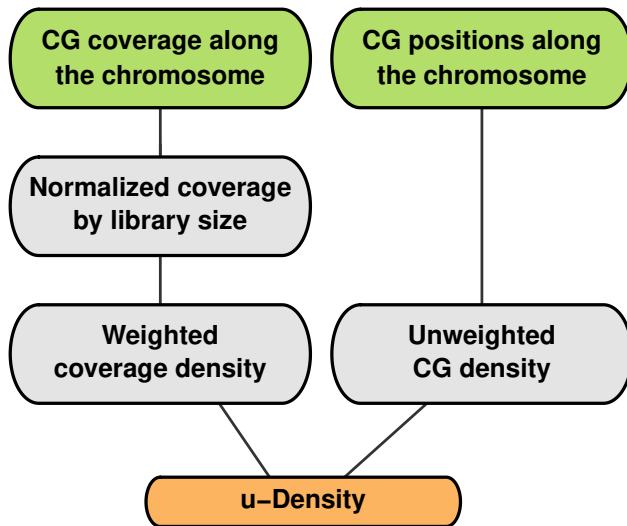 CG coverage along
the chromosome
CG positions along
the chromosome
Normalized coverage
by library size
Weighted
coverage density
Unweighted
CG density
u−Density